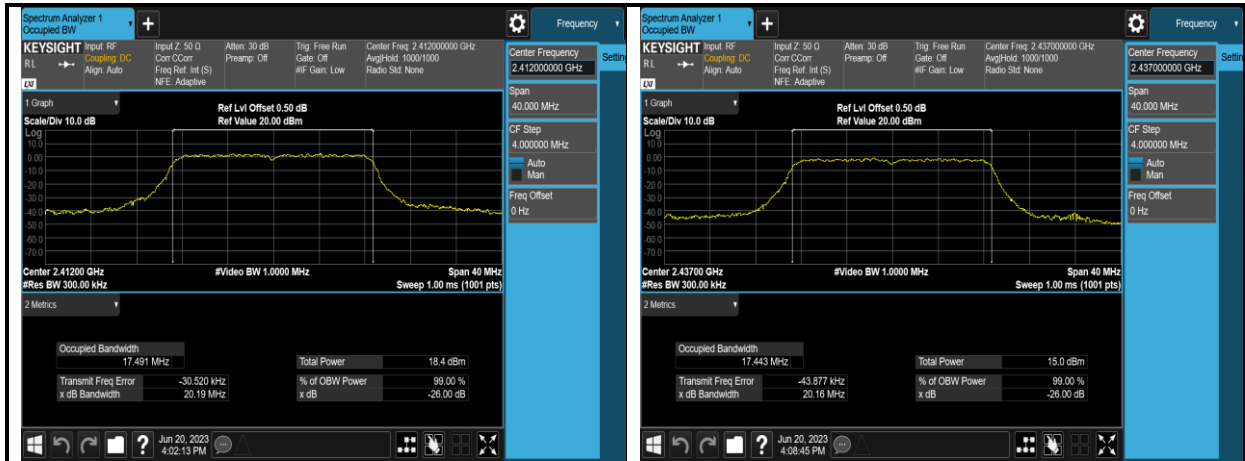 Spectrum Analyzer 1
Occupied BW
Frequency
KEYSIGHT
R L
LXI
Input: RF
Coupling: DC
Align: Auto
Input Z: 50 Ω
Corr CCorr
Freq Ref: Int (S)
NFE: Adaptive
Atten: 30 dB
Preamp: Off
Trig: Free Run
Gate: Off
#IF Gain: Low
Center Freq: 2.412000000 GHz
Avg|Hold: 1000/1000
Radio Std: None
Center Frequency
2.412000000 GHz
Settin
Span
40.000 MHz
CF Step
4.000000 MHz
Auto
Man
Freq Offset
0 Hz
1 Graph
Scale/Div 10.0 dB
Ref Lvl Offset 0.50 dB
Ref Value 20.00 dBm
Log
10.0
0.00
-10.0
-20.0
-30.0
-40.0
-50.0
-60.0
-70.0
Center 2.41200 GHz
#Res BW 300.00 kHz
#Video BW 1.0000 MHz
Span 40 MHz
Sweep 1.00 ms (1001 pts)
2 Metrics
Occupied Bandwidth
17.491 MHz
Total Power 18.4 dBm
Transmit Freq Error -30.520 kHz
% of OBW Power 99.00 %
x dB Bandwidth 20.19 MHz
x dB -26.00 dB
?
Jun 20, 2023
4:02:13 PM
Spectrum Analyzer 1
Occupied BW
Frequency
KEYSIGHT
R L
LXI
Input: RF
Coupling: DC
Align: Auto
Input Z: 50 Ω
Corr CCorr
Freq Ref: Int (S)
NFE: Adaptive
Atten: 30 dB
Preamp: Off
Trig: Free Run
Gate: Off
#IF Gain: Low
Center Freq: 2.437000000 GHz
Avg|Hold: 1000/1000
Radio Std: None
Center Frequency
2.437000000 GHz
Settin
Span
40.000 MHz
CF Step
4.000000 MHz
Auto
Man
Freq Offset
0 Hz
1 Graph
Scale/Div 10.0 dB
Ref Lvl Offset 0.50 dB
Ref Value 20.00 dBm
Log
10.0
0.00
-10.0
-20.0
-30.0
-40.0
-50.0
-60.0
-70.0
Center 2.43700 GHz
#Res BW 300.00 kHz
#Video BW 1.0000 MHz
Span 40 MHz
Sweep 1.00 ms (1001 pts)
2 Metrics
Occupied Bandwidth
17.443 MHz
Total Power 15.0 dBm
Transmit Freq Error -43.877 kHz
% of OBW Power 99.00 %
x dB Bandwidth 20.16 MHz
x dB -26.00 dB
?
Jun 20, 2023
4:08:45 PM